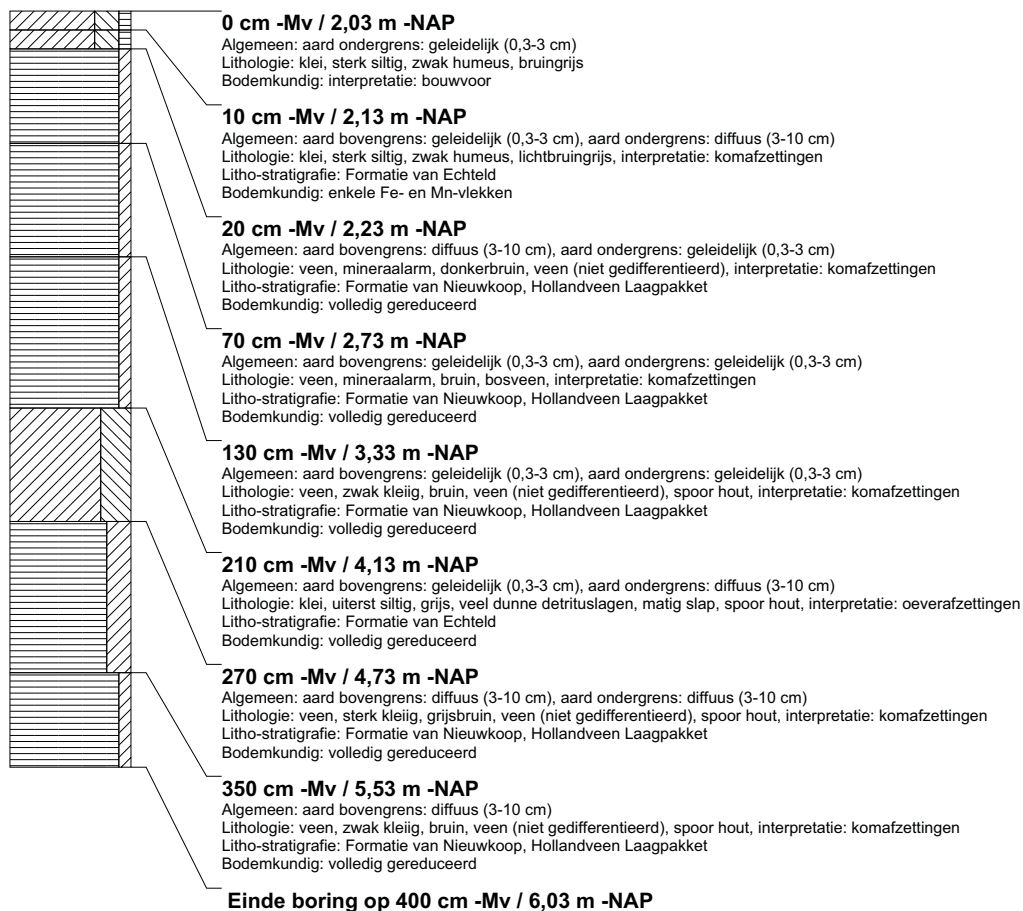 0 cm -Mv / 2,03 m -NAP
Algemeen: aard ondergrens: geleidelijk (0,3-3 cm)
Lithologie: klei, sterk siltig, zwak humeus, bruingrijs
Bodemkundig: interpretatie: bouwvoor
10 cm -Mv / 2,13 m -NAP
Algemeen: aard bovengrens: geleidelijk (0,3-3 cm), aard ondergrens: diffuus (3-10 cm)
Lithologie: klei, sterk siltig, zwak humeus, lichtbruingrijs, interpretatie: komafzettingen
Litho-stratigrafie: Formatie van Echteld
Bodemkundig: enkele Fe- en Mn-vlekken
20 cm -Mv / 2,23 m -NAP
Algemeen: aard bovengrens: diffuus (3-10 cm), aard ondergrens: geleidelijk (0,3-3 cm)
Lithologie: veen, mineraalarm, donkerbruin, veen (niet gedifferentieerd), interpretatie: komafzettingen
Litho-stratigrafie: Formatie van Nieuwkoop, Hollandveen Laagpakket
Bodemkundig: volledig gereduceerd
70 cm -Mv / 2,73 m -NAP
Algemeen: aard bovengrens: geleidelijk (0,3-3 cm), aard ondergrens: geleidelijk (0,3-3 cm)
Lithologie: veen, mineraalarm, bruin, bosveen, interpretatie: komafzettingen
Litho-stratigrafie: Formatie van Nieuwkoop, Hollandveen Laagpakket
Bodemkundig: volledig gereduceerd
130 cm -Mv / 3,33 m -NAP
Algemeen: aard bovengrens: geleidelijk (0,3-3 cm), aard ondergrens: geleidelijk (0,3-3 cm)
Lithologie: veen, zwak kleiig, bruin, veen (niet gedifferentieerd), spoor hout, interpretatie: komafzettingen
Litho-stratigrafie: Formatie van Nieuwkoop, Hollandveen Laagpakket
Bodemkundig: volledig gereduceerd
210 cm -Mv / 4,13 m -NAP
Algemeen: aard bovengrens: geleidelijk (0,3-3 cm), aard ondergrens: diffuus (3-10 cm)
Lithologie: klei, uiterst siltig, grijs, veel dunne detrituslagen, matig slap, spoor hout, interpretatie: oeverafzettingen
Litho-stratigrafie: Formatie van Echteld
Bodemkundig: volledig gereduceerd
270 cm -Mv / 4,73 m -NAP
Algemeen: aard bovengrens: diffuus (3-10 cm), aard ondergrens: diffuus (3-10 cm)
Lithologie: veen, sterk kleiig, grijsbruin, veen (niet gedifferentieerd), spoor hout, interpretatie: komafzettingen
Litho-stratigrafie: Formatie van Nieuwkoop, Hollandveen Laagpakket
Bodemkundig: volledig gereduceerd
350 cm -Mv / 5,53 m -NAP
Algemeen: aard bovengrens: diffuus (3-10 cm)
Lithologie: veen, zwak kleiig, bruin, veen (niet gedifferentieerd), spoor hout, interpretatie: komafzettingen
Litho-stratigrafie: Formatie van Nieuwkoop, Hollandveen Laagpakket
Bodemkundig: volledig gereduceerd
Einde boring op 400 cm -Mv / 6,03 m -NAP